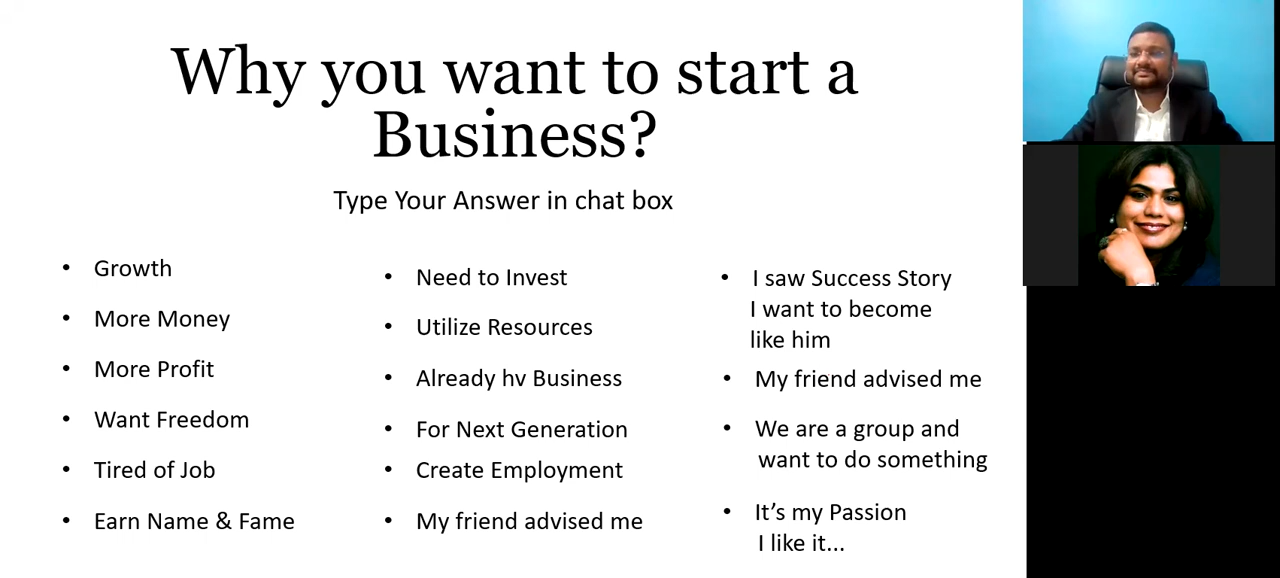 Why you want to start a
Business?
Type Your Answer in chat box
• Growth
• More Money
• More Profit
• Want Freedom
• Tired of Job
• Earn Name & Fame
• Need to Invest
• Utilize Resources
• Already hv Business
• For Next Generation
• Create Employment
• My friend advised me
• I saw Success Story
I want to become
like him
• My friend advised me
• We are a group and
want to do something
• It's my Passion
I like it...